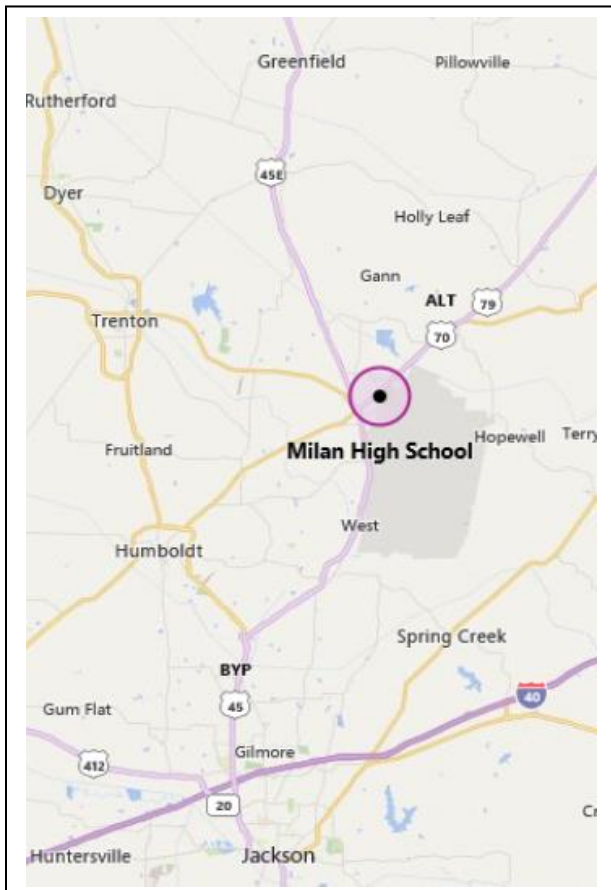 Greenfield
Pillowville
Rutherford
45E
Dyer
Holly Leaf
Gann
ALT
79
Trenton
70
Milan High School
Hopewell
Terry
Fruitland
West
Humboldt
Spring Creek
BYP
40
45
Gum Flat
Gilmore
412
20
Cr
Huntersville
Jackson